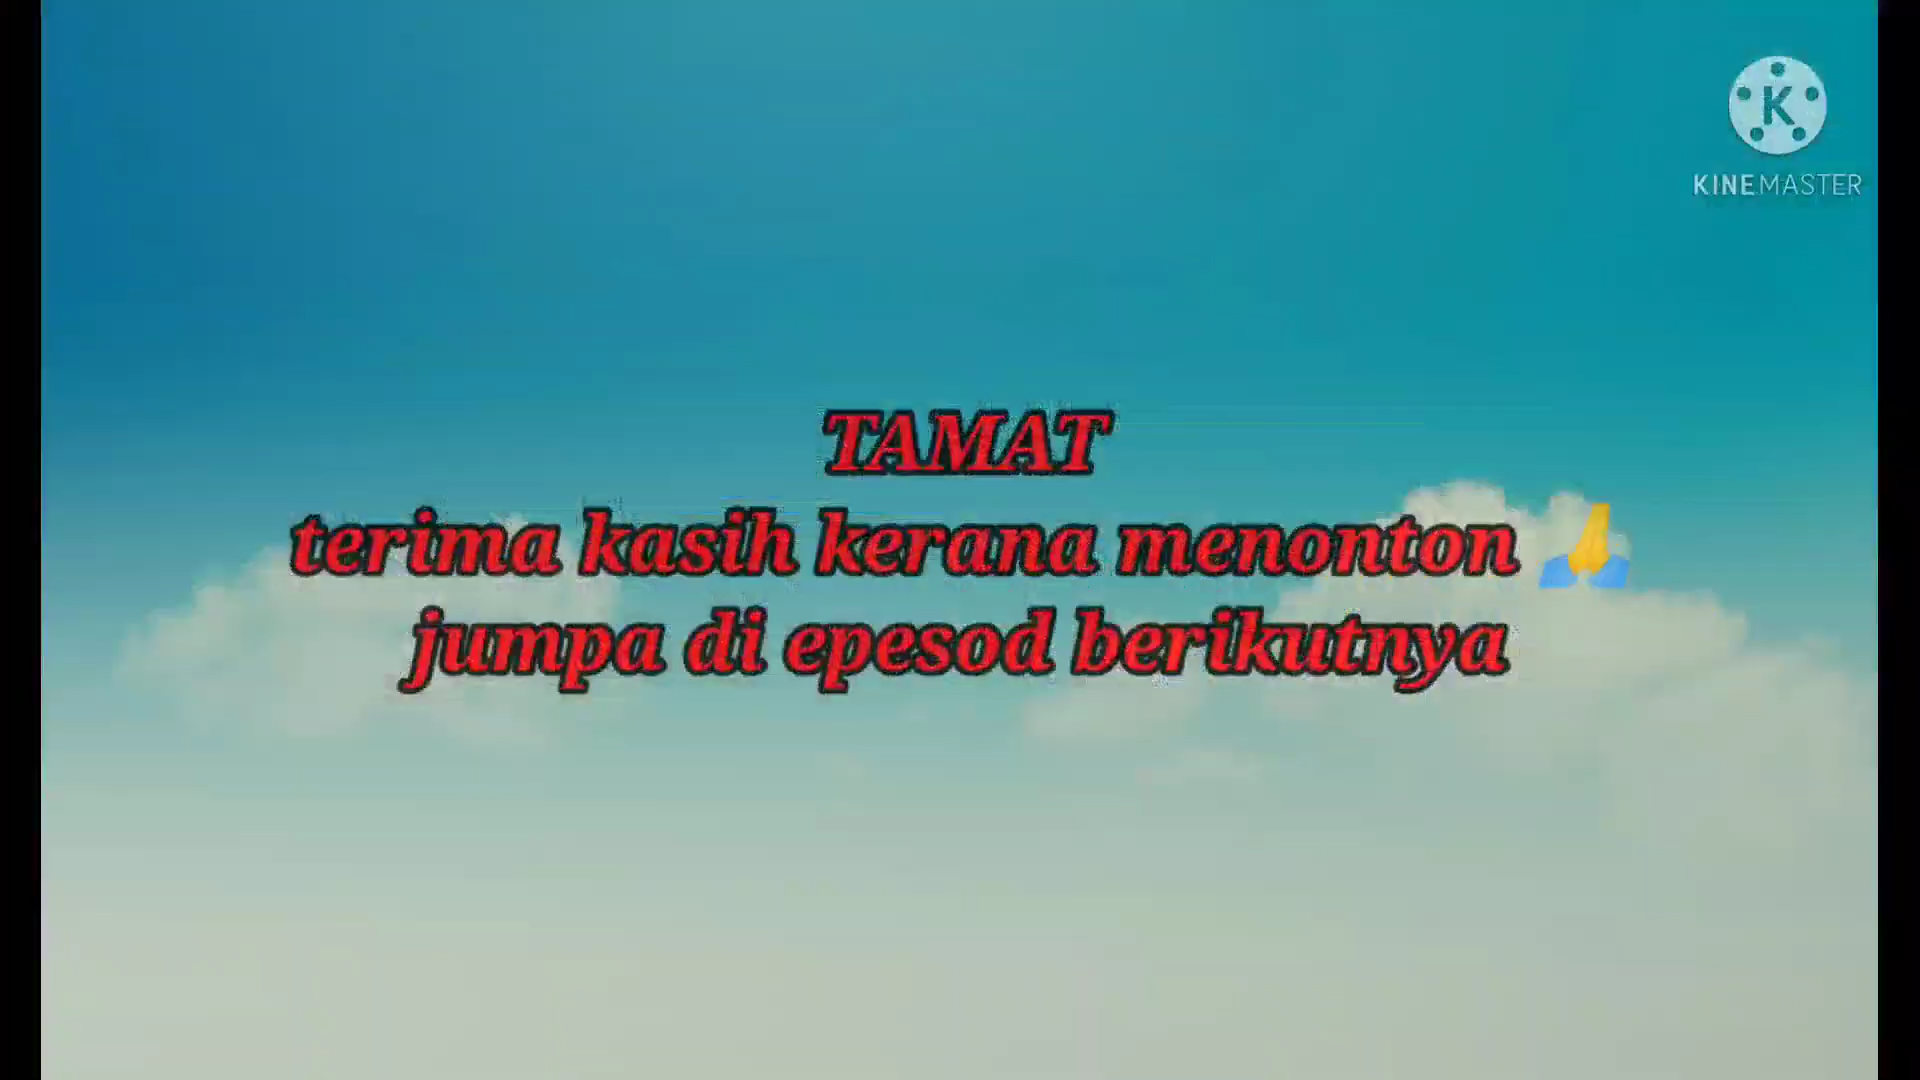 KINEMASTER
TAMAT
terima kasih kerana menonton 🙏
jumpa di epesod berikutnya